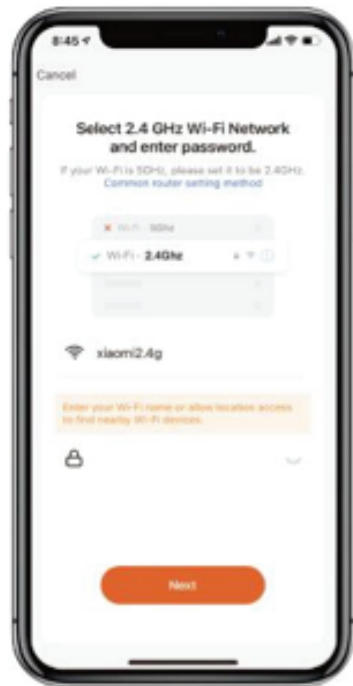 8:45
Cancel
Select 2.4 GHz Wi-Fi Network
and enter password.
If your Wi-Fi is 5GHz, please set it to be 2.4GHz.
Common router setting method
Wi-Fi - 5Ghz
Wi-Fi - 2.4Ghz
xiaomi2.4g
Enter your Wi-Fi name or allow location access
to find nearby Wi-Fi devices.
Next